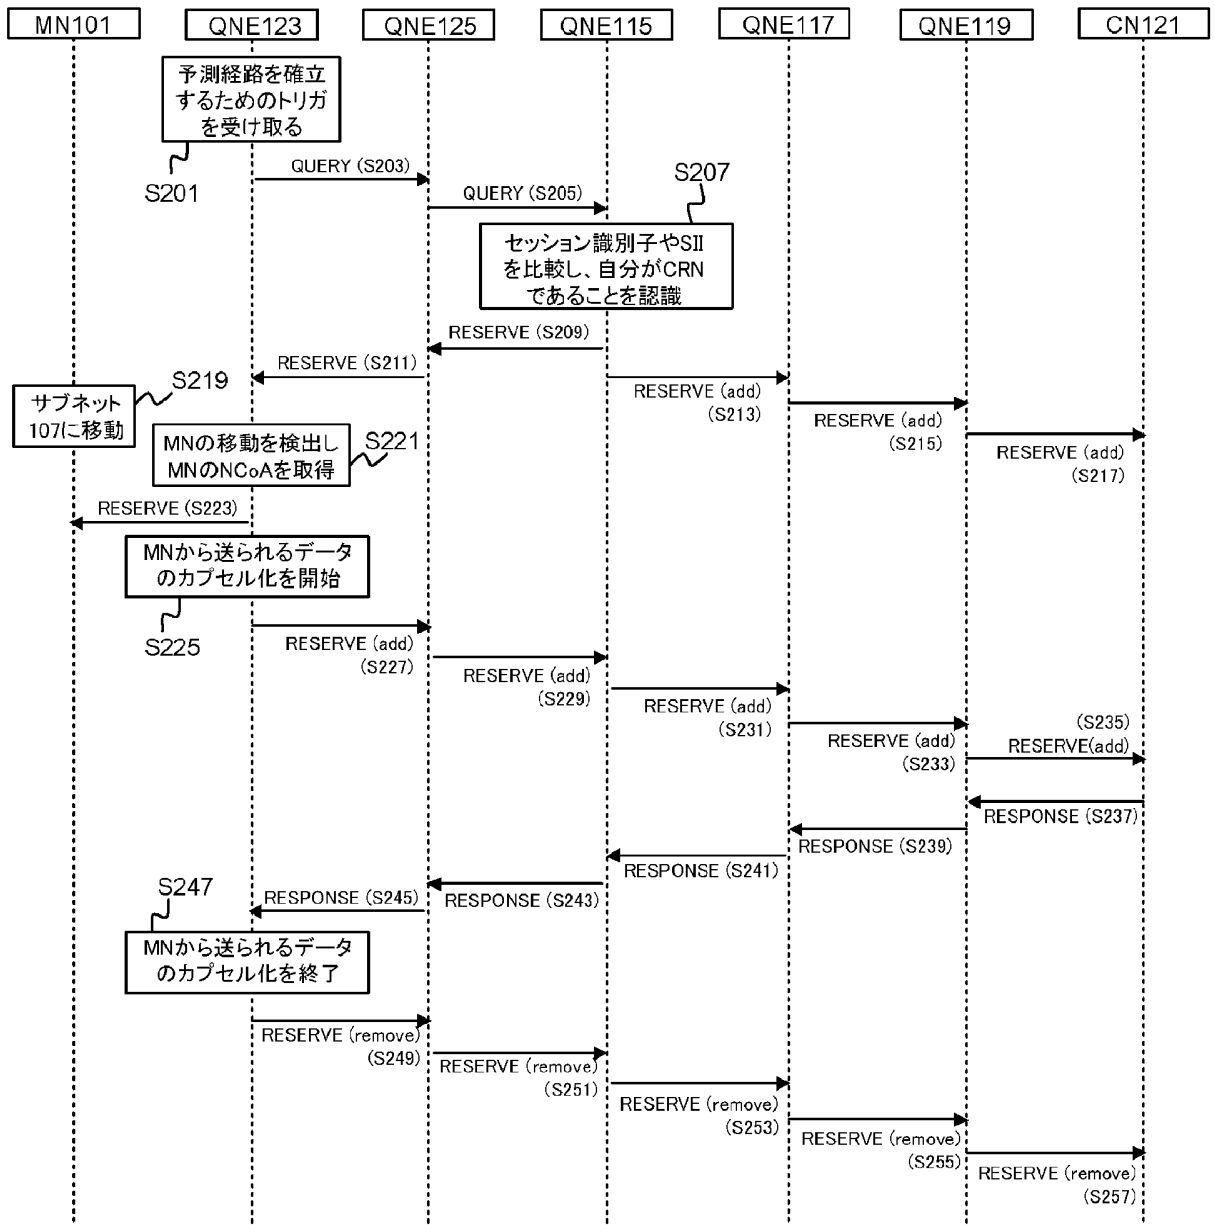 MN101
QNE123
QNE125
QNE115
QNE117
QNE119
CN121
予測経路を確立
するためのトリガ
を受け取る
S201
QUERY (S203)
QUERY (S205)
S207
セッション識別子やSII
を比較し、自分がCRN
であることを認識
RESERVE (S209)
RESERVE (S211)
RESERVE (add)
(S213)
RESERVE (add)
(S215)
RESERVE (add)
(S217)
S219
サブネット
107に移動
MNの移動を検出し
MNのNCoAを取得
S221
RESERVE (S223)
MNから送られるデータ
のカプセル化を開始
S225
RESERVE (add)
(S227)
RESERVE (add)
(S229)
RESERVE (add)
(S231)
RESERVE (add)
(S233)
(S235)
RESERVE(add)
RESPONSE (S237)
RESPONSE (S239)
RESPONSE (S241)
RESPONSE (S243)
RESPONSE (S245)
S247
MNから送られるデータ
のカプセル化を終了
RESERVE (remove)
(S249)
RESERVE (remove)
(S251)
RESERVE (remove)
(S253)
RESERVE (remove)
(S255)
RESERVE (remove)
(S257)